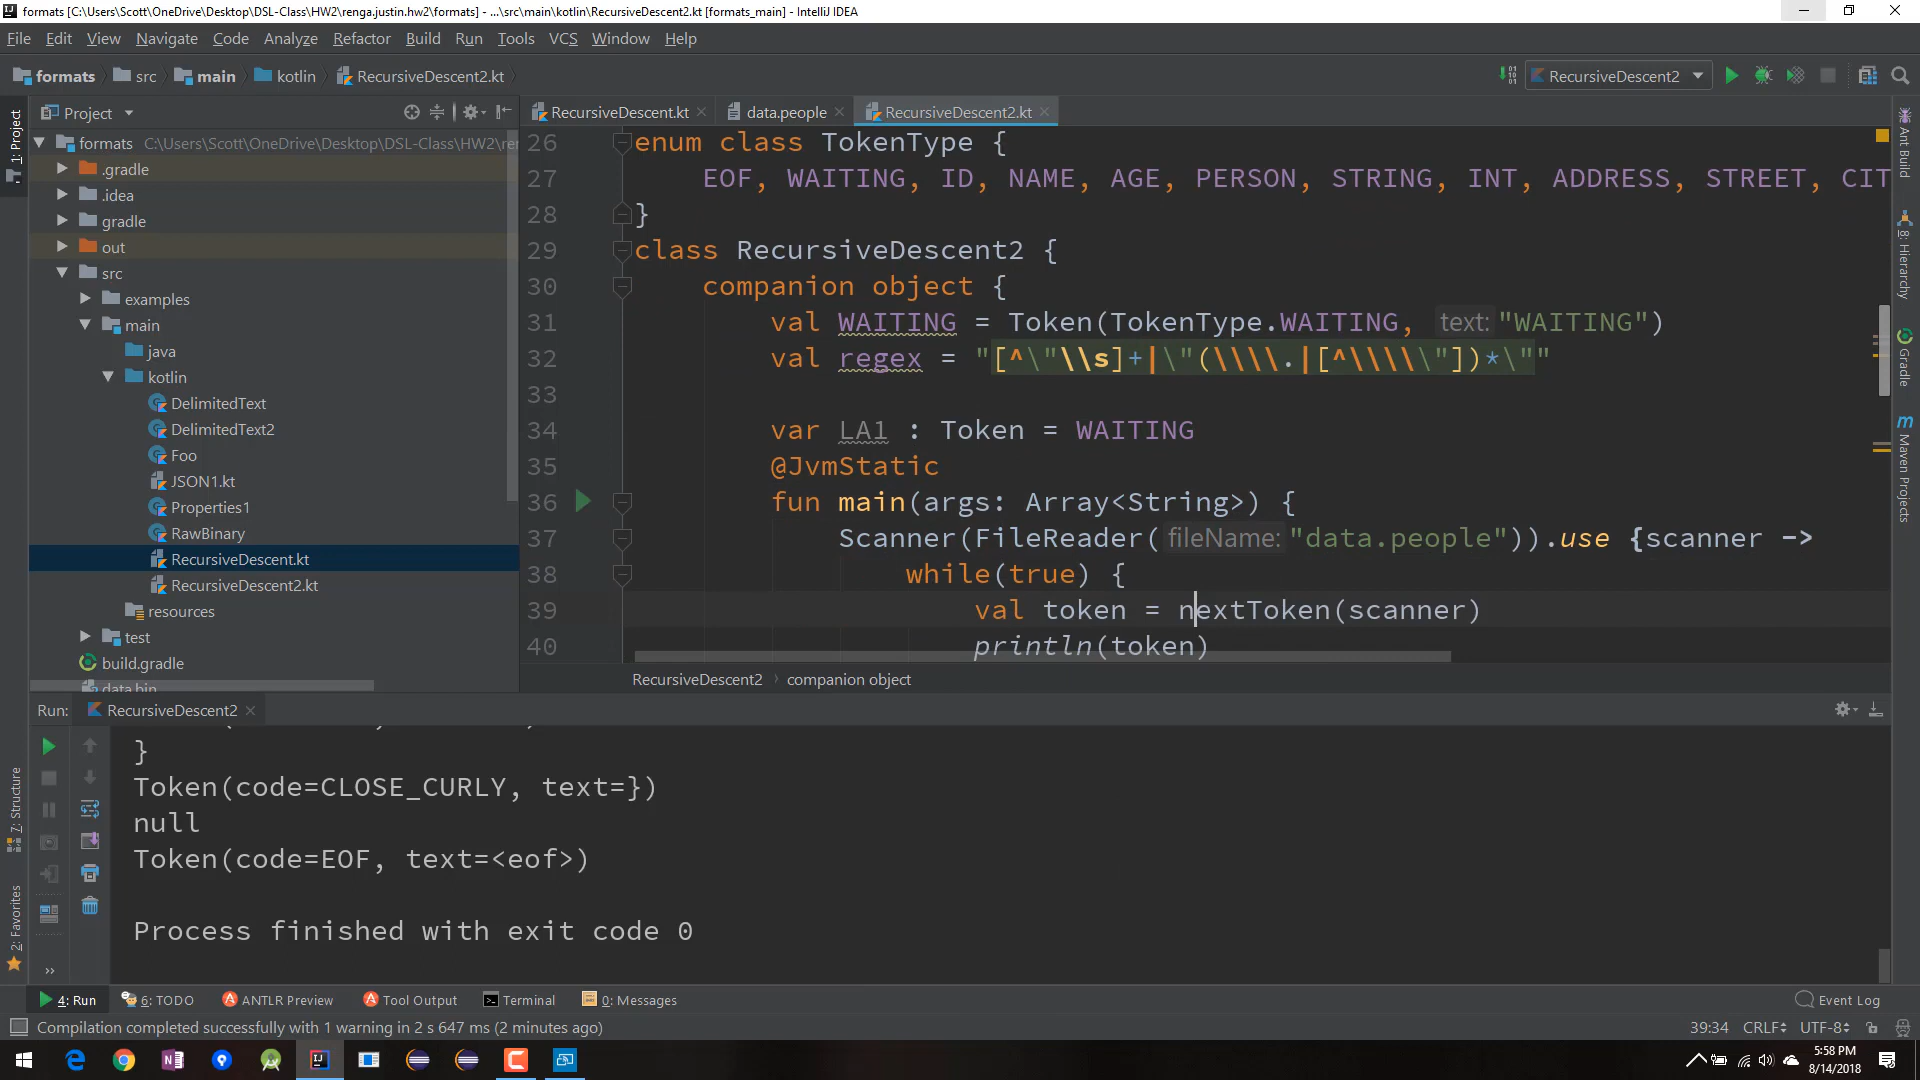 formats [C:\Users\Scott\OneDrive\Desktop\DSL-Class\HW2\renga.justin.hw2\formats] - ...\src\main\kotlin\RecursiveDescent2.kt [formats_main] - IntelliJ IDEA
File Edit View Navigate Code Analyze Refactor Build Run Tools VCS Window Help
formats src main kotlin RecursiveDescent2.kt
RecursiveDescent2
Project
RecursiveDescent.kt data.people RecursiveDescent2.kt
1: Project
formats C:\Users\Scott\OneDrive\Desktop\DSL-Class\HW2\ren
.gradle
.idea
gradle
out
src
examples
main
java
kotlin
DelimitedText
DelimitedText2
Foo
JSON1.kt
Properties1
RawBinary
RecursiveDescent.kt
RecursiveDescent2.kt
resources
test
build.gradle
data.bin
26 enum class TokenType {
27 EOF, WAITING, ID, NAME, AGE, PERSON, STRING, INT, ADDRESS, STREET, CIT
28 }
29 class RecursiveDescent2 {
30 companion object {
31 val WAITING = Token(TokenType.WAITING, text: "WAITING")
32 val regex = "[^\"\\s]+|\"(\\\\.|[^\\\\\"])*\""
33
34 var LA1 : Token = WAITING
35 @JvmStatic
36 fun main(args: Array<String>) {
37 Scanner(FileReader( fileName: "data.people")).use {scanner ->
38 while(true) {
39 val token = nextToken(scanner)
40 println(token)
RecursiveDescent2 companion object
Ant Build
8: Hierarchy
Gradle
m Maven Projects
Run: RecursiveDescent2
}
Token(code=CLOSE_CURLY, text=})
null
Token(code=EOF, text=<eof>)
Process finished with exit code 0
7: Structure
2: Favorites
4: Run 6: TODO ANTLR Preview Tool Output Terminal 0: Messages Event Log
Compilation completed successfully with 1 warning in 2 s 647 ms (2 minutes ago) 39:34 CRLF UTF-8
5:58 PM
8/14/2018